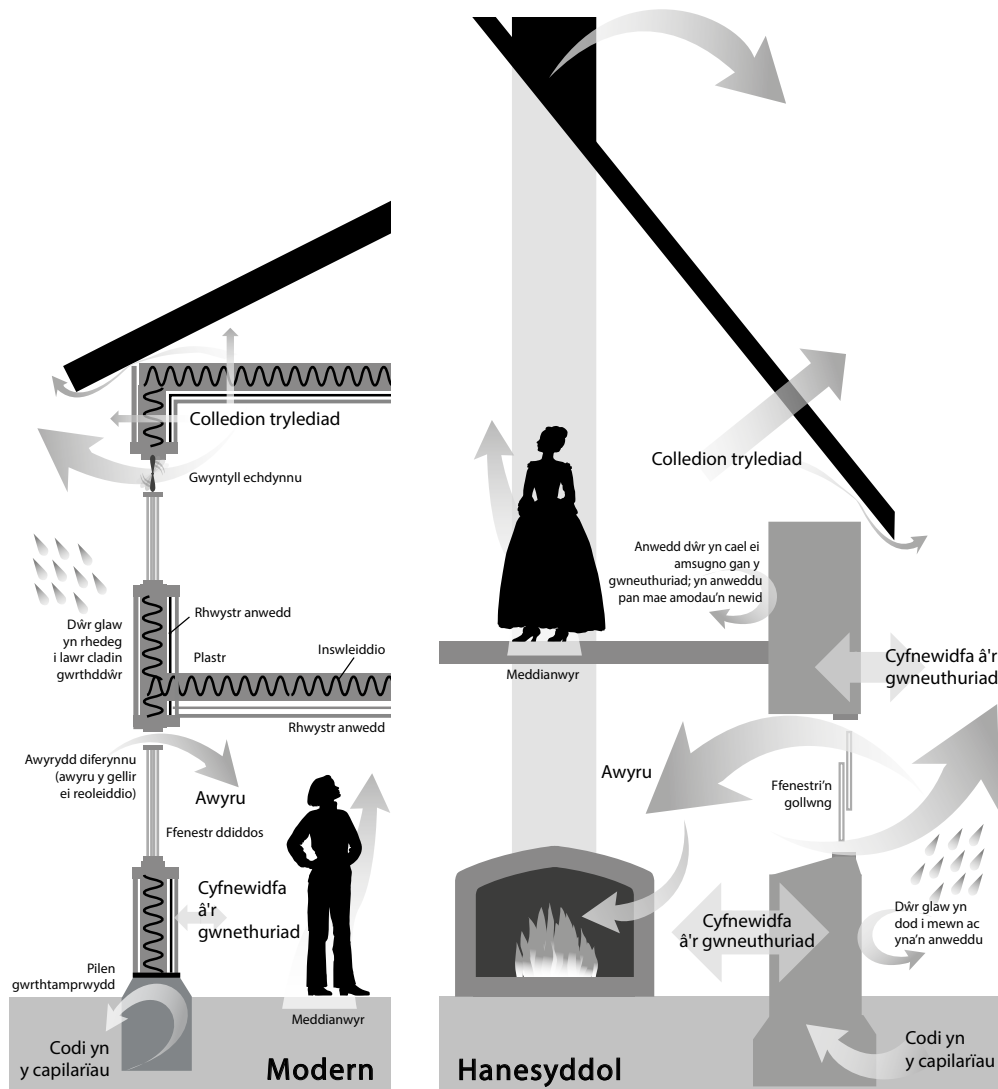 Colledion trylediad
Gwyntyll echdynnu
Dŵr glaw
yn rhedeg
i lawr cladin
gwrthddŵr
Rhwystr anwedd
Plastr
Inswleiddio
Rhwystr anwedd
Awyrydd diferynnu
(awyru y gellir
ei reoleiddio)
Awyru
Ffenestr ddiddos
Cyfnewidfa
â'r
gwnethuriad
Pilen
gwrthtamprwydd
Meddianwyr
Codi yn
y capilarïau
Modern
Colledion trylediad
Anwedd dŵr yn cael ei
amsugno gan y
gwneuthuriad; yn anweddu
pan mae amodau’n newid
Meddianwyr
Cyfnewidfa â'r
gwneuthuriad
Awyru
Ffenestri’n
gollwng
Cyfnewidfa
â'r gwneuthuriad
Dŵr glaw yn
dod i mewn ac
yna’n anweddu
Codi yn
y capilarïau
Hanesyddol